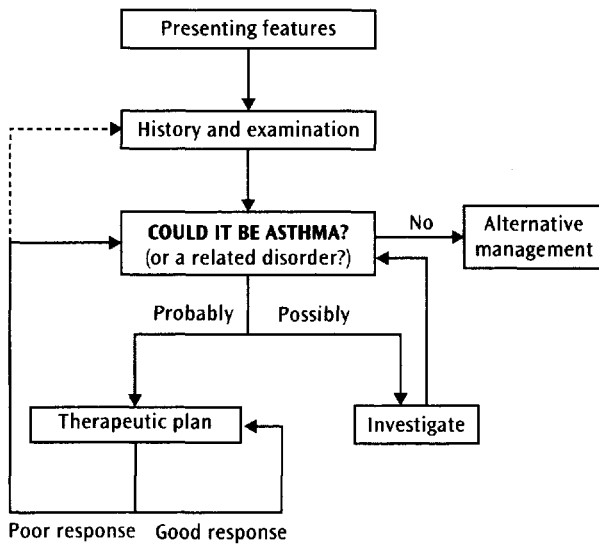 Presenting features
History and examination
COULD IT BE ASTHMA?
(or a related disorder?)
No
Alternative
management
Probably
Possibly
Therapeutic plan
Investigate
Poor response
Good response